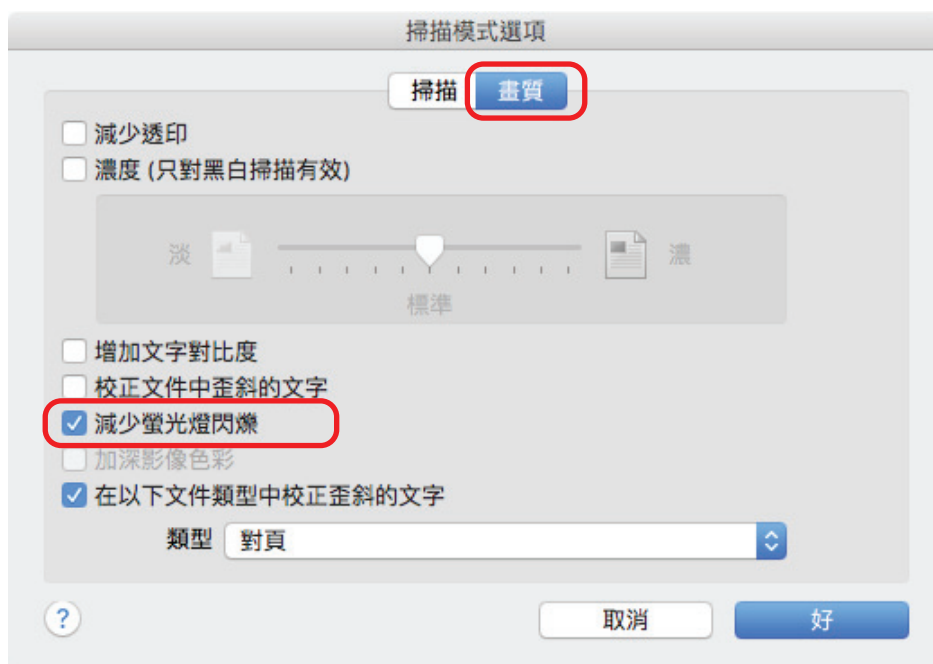 掃描模式選項
掃描 畫質
減少透印
濃度 (只對黑白掃描有效)
淡 濃
標準
增加文字對比度
校正文件中歪斜的文字
減少螢光燈閃爍
加深影像色彩
在以下文件類型中校正歪斜的文字
類型 對頁
? 取消 好